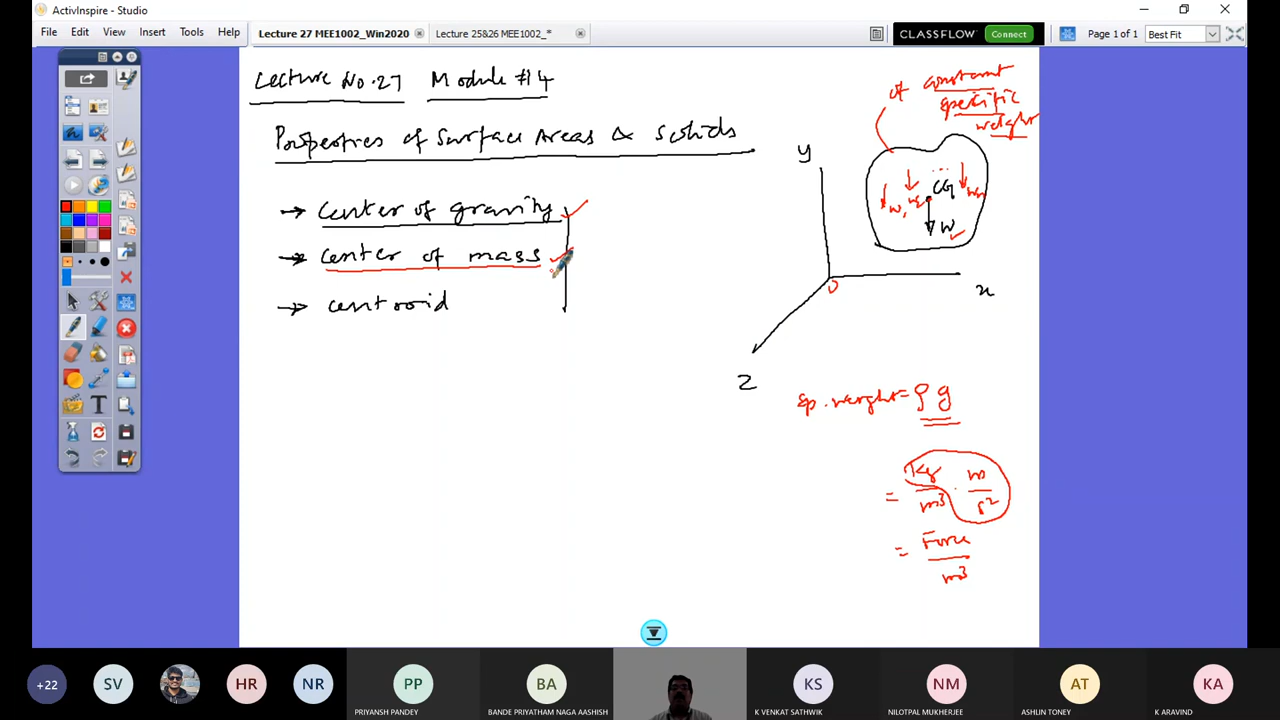 ActivInspire - Studio
File Edit View Insert Tools Help
Lecture 27 MEE1002_Win2020
Lecture 25&26 MEE1002_*
CLASSFLOW Connect
Page 1 of 1
Best Fit
Lecture No.27 Module #4
Properties of Surface Areas & Solids
→ Center of gravity
→ Center of mass
→ centroid
of constant
specific
weight
y
CG
W
x
0
Z
sp. weight = ρ g
= Kg/m³ · m/s²
= Force/m³
+22
SV
HR
NR
PP
PRIYANSH PANDEY
BA
BANDE PRIYATHAM NAGA AASHISH
KS
K VENKAT SATHWIK
NM
NILOTPAL MUKHERJEE
AT
ASHLIN TONEY
KA
K ARAVIND